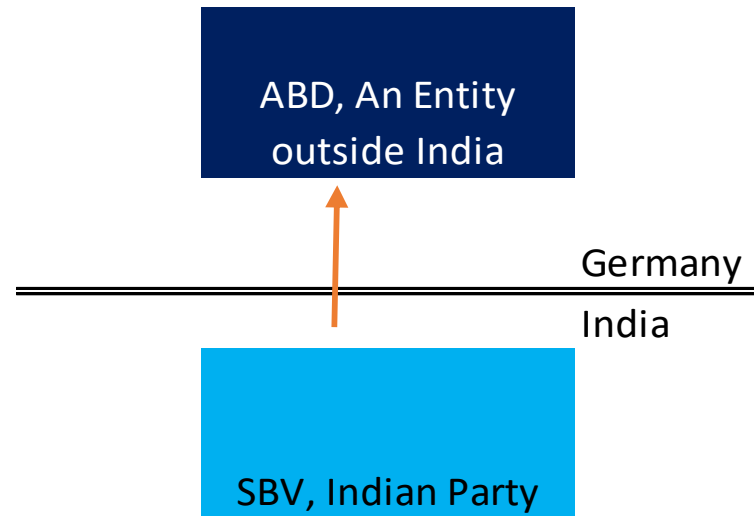 ABD, An Entity
outside India
Germany
India
SBV, Indian Party